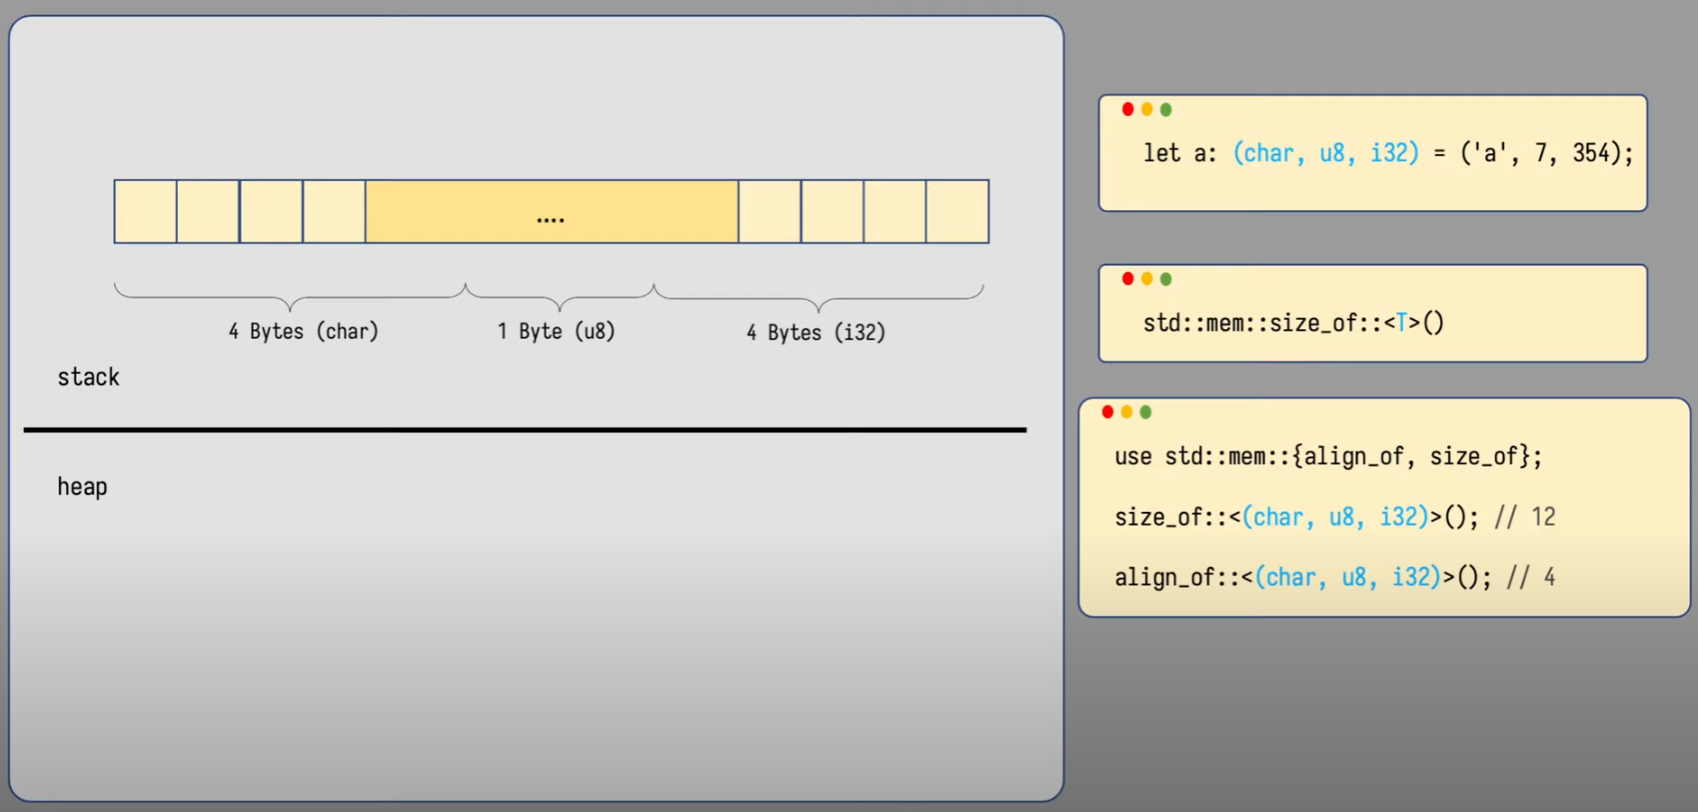 ....
4 Bytes (char)
1 Byte (u8)
4 Bytes (i32)
stack
heap
let a: (char, u8, i32) = ('a', 7, 354);
std::mem::size_of::<T>()
use std::mem::{align_of, size_of};
size_of::<(char, u8, i32)>(); // 12
align_of::<(char, u8, i32)>(); // 4